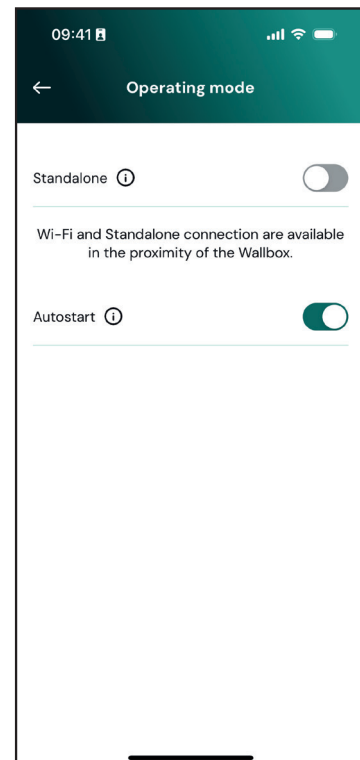 09:41
Operating mode
Standalone
Wi-Fi and Standalone connection are available
in the proximity of the Wallbox.
Autostart